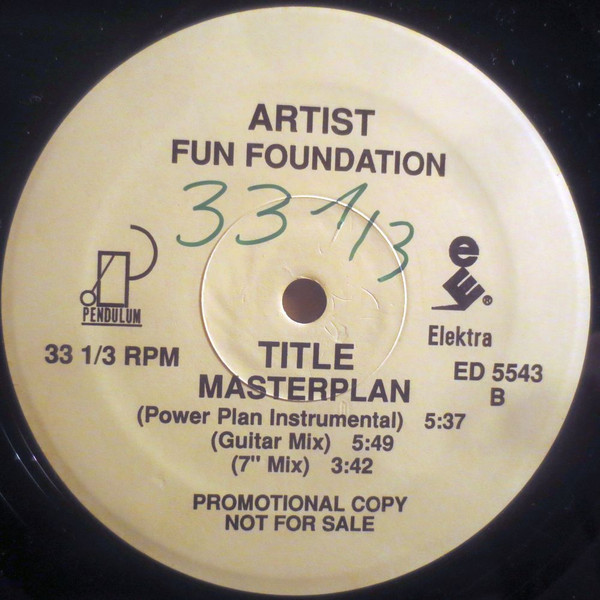 ARTIST
FUN FOUNDATION
33 1/3
PENDULUM
e
Elektra
33 1/3 RPM
ED 5543
B
TITLE
MASTERPLAN
(Power Plan Instrumental) 5:37
(Guitar Mix) 5:49
(7" Mix) 3:42
PROMOTIONAL COPY
NOT FOR SALE